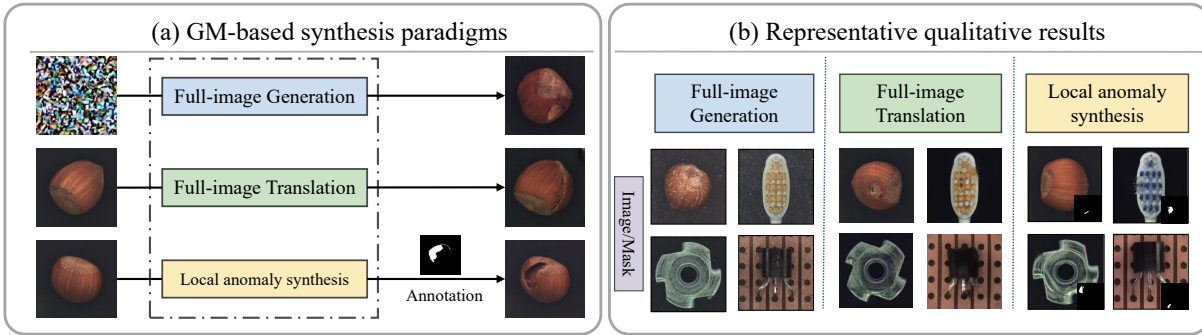 (a) GM-based synthesis paradigms
Full-image Generation
Full-image Translation
Local anomaly synthesis
Annotation
(b) Representative qualitative results
Full-image
Generation
Full-image
Translation
Local anomaly
synthesis
Image/Mask